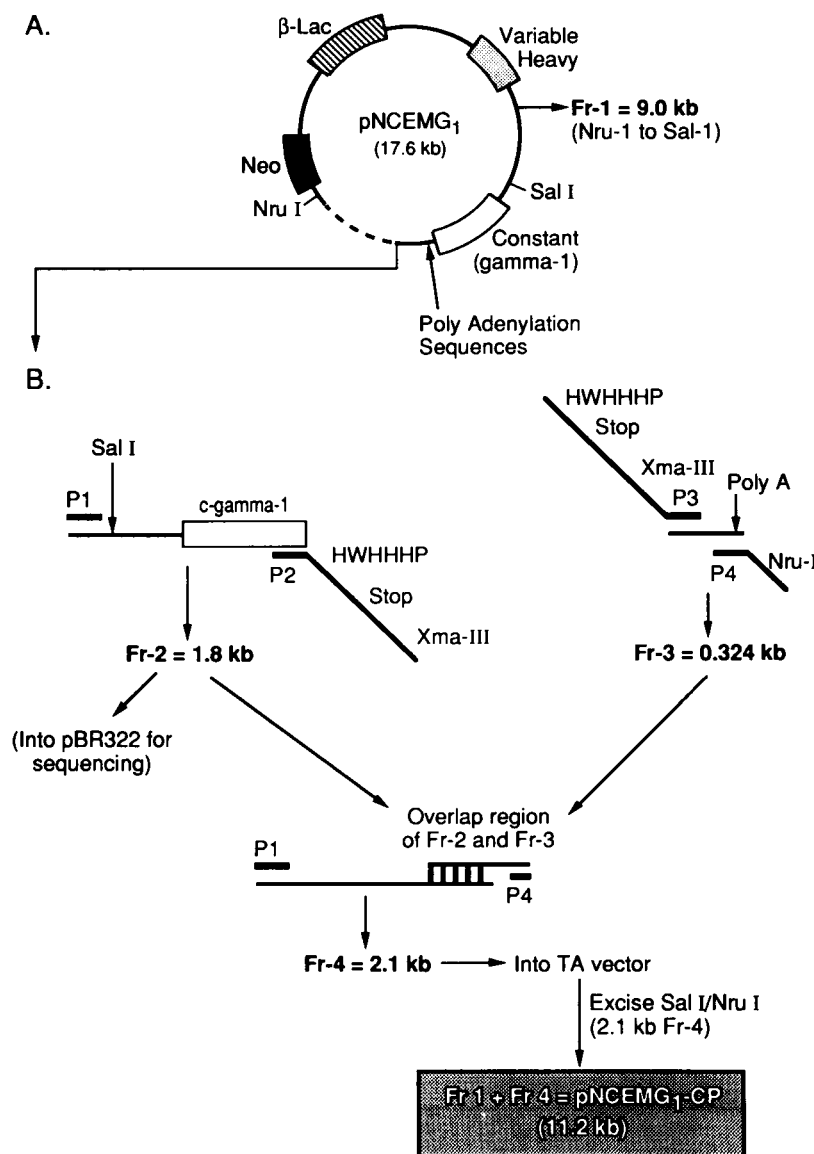 A.
β-Lac
Variable
Heavy
pNCEMG1
(17.6 kb)
Fr-1 = 9.0 kb
(Nru-1 to Sal-1)
Neo
Nru I
Sal I
Constant
(gamma-1)
Poly Adenylation
Sequences
B.
HWHHHP
Stop
Xma-III
Sal I
P1
c-gamma-1
P3
Poly A
P2
HWHHHP
Stop
Xma-III
P4
Nru-I
Fr-2 = 1.8 kb
Fr-3 = 0.324 kb
(Into pBR322 for
sequencing)
Overlap region
of Fr-2 and Fr-3
P1
P4
Fr-4 = 2.1 kb
Into TA vector
Excise Sal I/Nru I
(2.1 kb Fr-4)
Fr 1 + Fr 4 = pNCEMG1-CP
(11.2 kb)